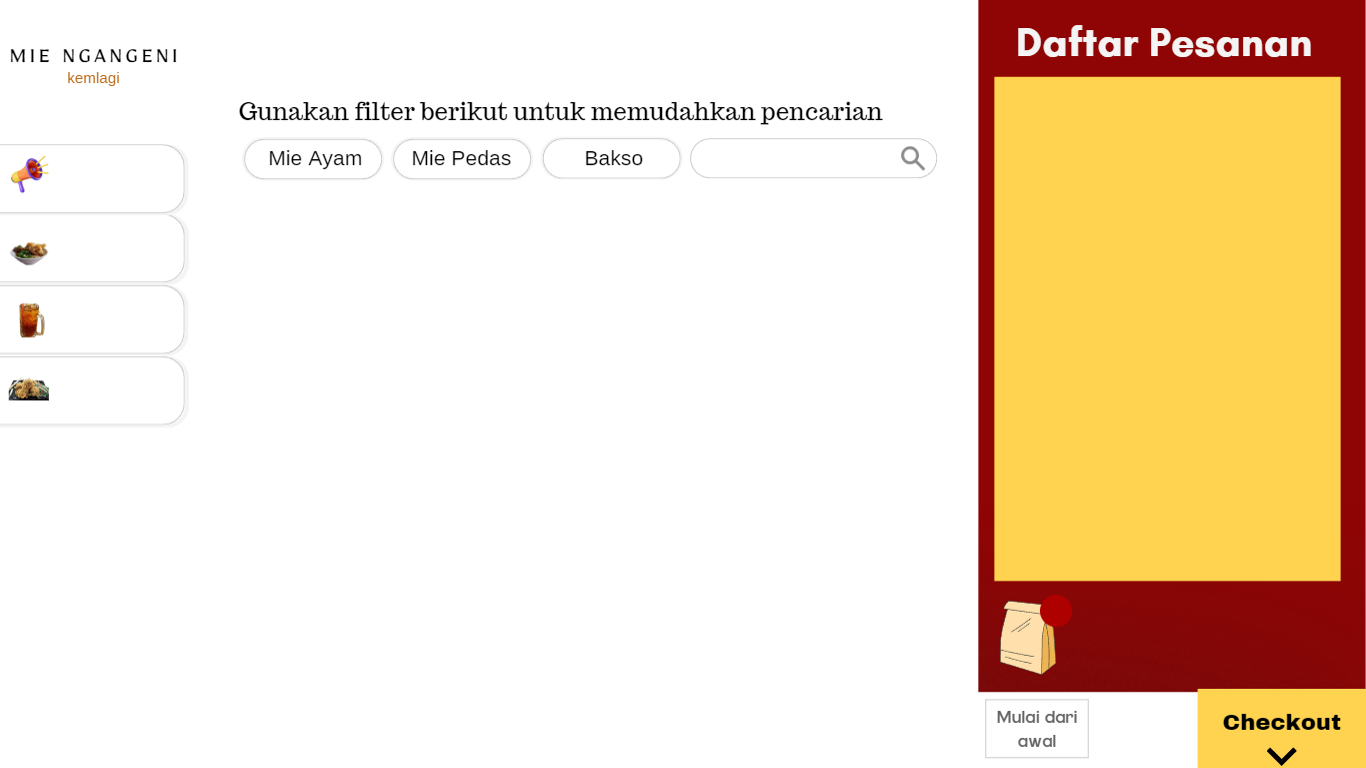 MIE NGANGENI
kemlagi
Gunakan filter berikut untuk memudahkan pencarian
Mie Ayam
Mie Pedas
Bakso
Daftar Pesanan
Mulai dari
awal
Checkout